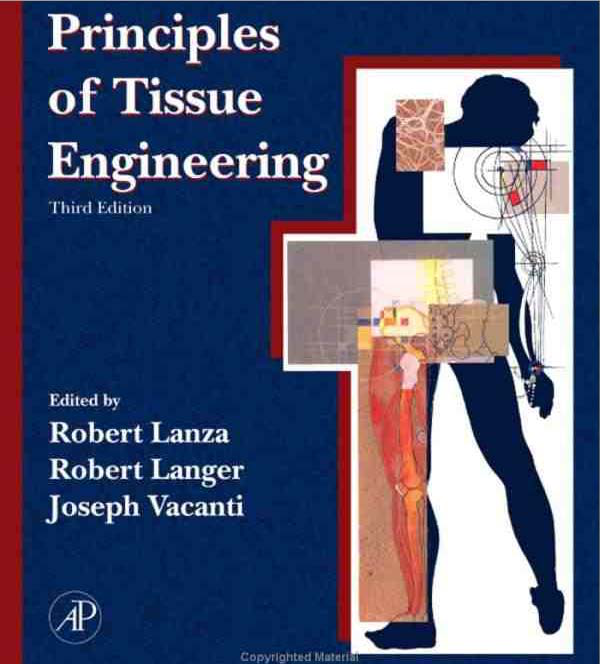 Principles
of Tissue
Engineering
Third Edition
Edited by
Robert Lanza
Robert Langer
Joseph Vacanti
AP
Copyrighted Material